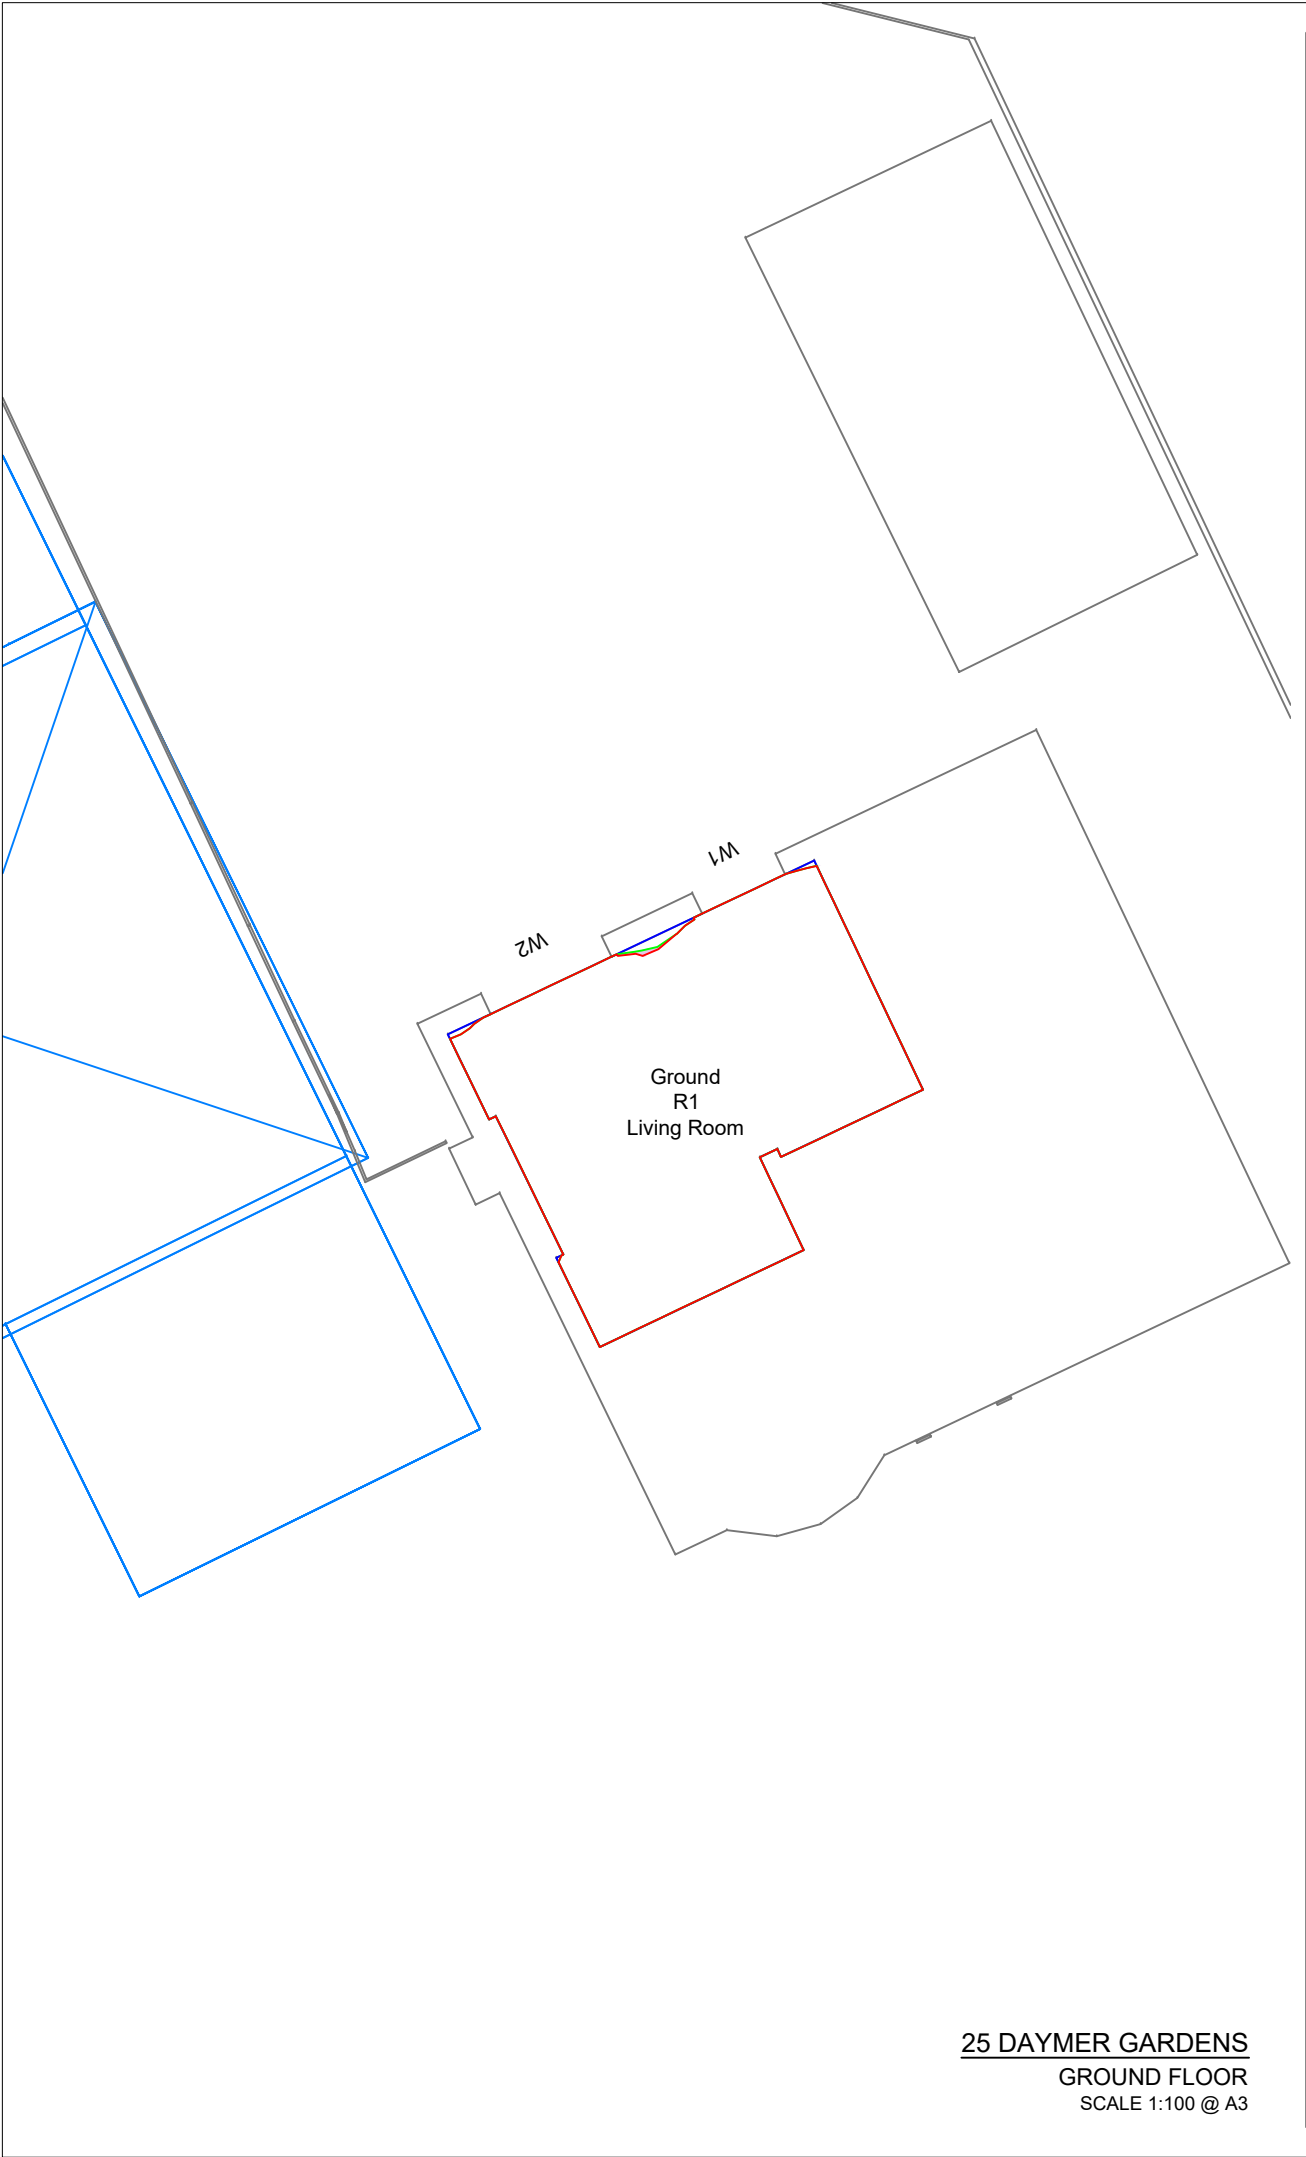 W1
W2
Ground
R1
Living Room
25 DAYMER GARDENS
GROUND FLOOR
SCALE 1:100 @ A3